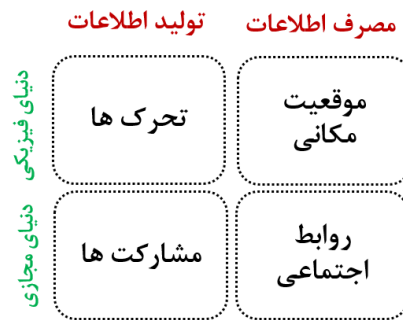 مصرف اطلاعات
تولید اطلاعات
دنیای فیزیکی
موقعیت
مکانی
تحرک ها
دنیای مجازی
روابط
اجتماعی
مشارکت ها